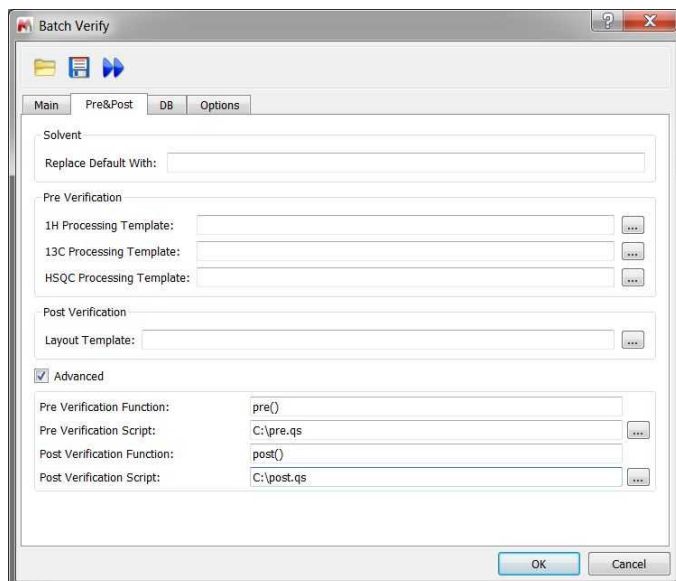 Batch Verify
Main Pre&Post DB Options
Solvent
Replace Default With:
Pre Verification
1H Processing Template: ...
13C Processing Template: ...
HSQC Processing Template: ...
Post Verification
Layout Template: ...
Advanced
Pre Verification Function: pre()
Pre Verification Script: C:\pre.qs ...
Post Verification Function: post()
Post Verification Script: C:\post.qs ...
OK Cancel